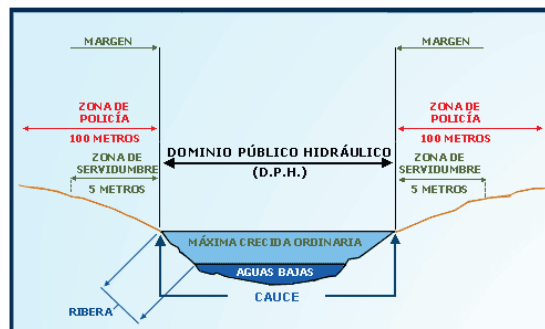 MARGEN
MARGEN
ZONA DE
POLICÍA
100 METROS
ZONA DE
POLICÍA
100 METROS
DOMINIO PÚBLICO HIDRÁULICO
(D.P.H.)
ZONA DE
SERVIDUMBRE
5 METROS
ZONA DE
SERVIDUMBRE
5 METROS
MÁXIMA CRECIDA ORDINARIA
AGUAS BAJAS
CAUCE
RIBERA